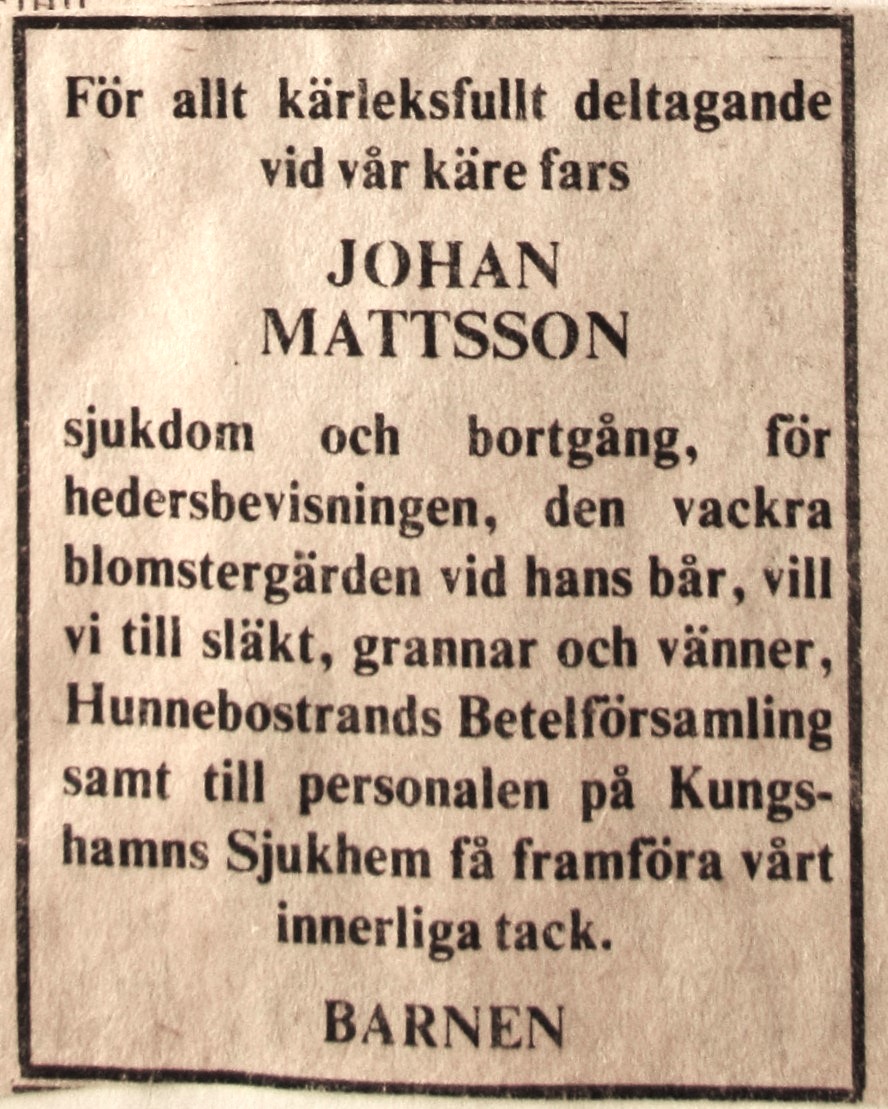 För allt kärleksfullt deltagande
vid vår käre fars
JOHAN
MATTSSON
sjukdom och bortgång, för
hedersbevisningen, den vackra
blomstergärden vid hans bår, vill
vi till släkt, grannar och vänner,
Hunnebostrands Betelförsamling
samt till personalen på Kungs-
hamns Sjukhem få framföra vårt
innerliga tack.
BARNEN